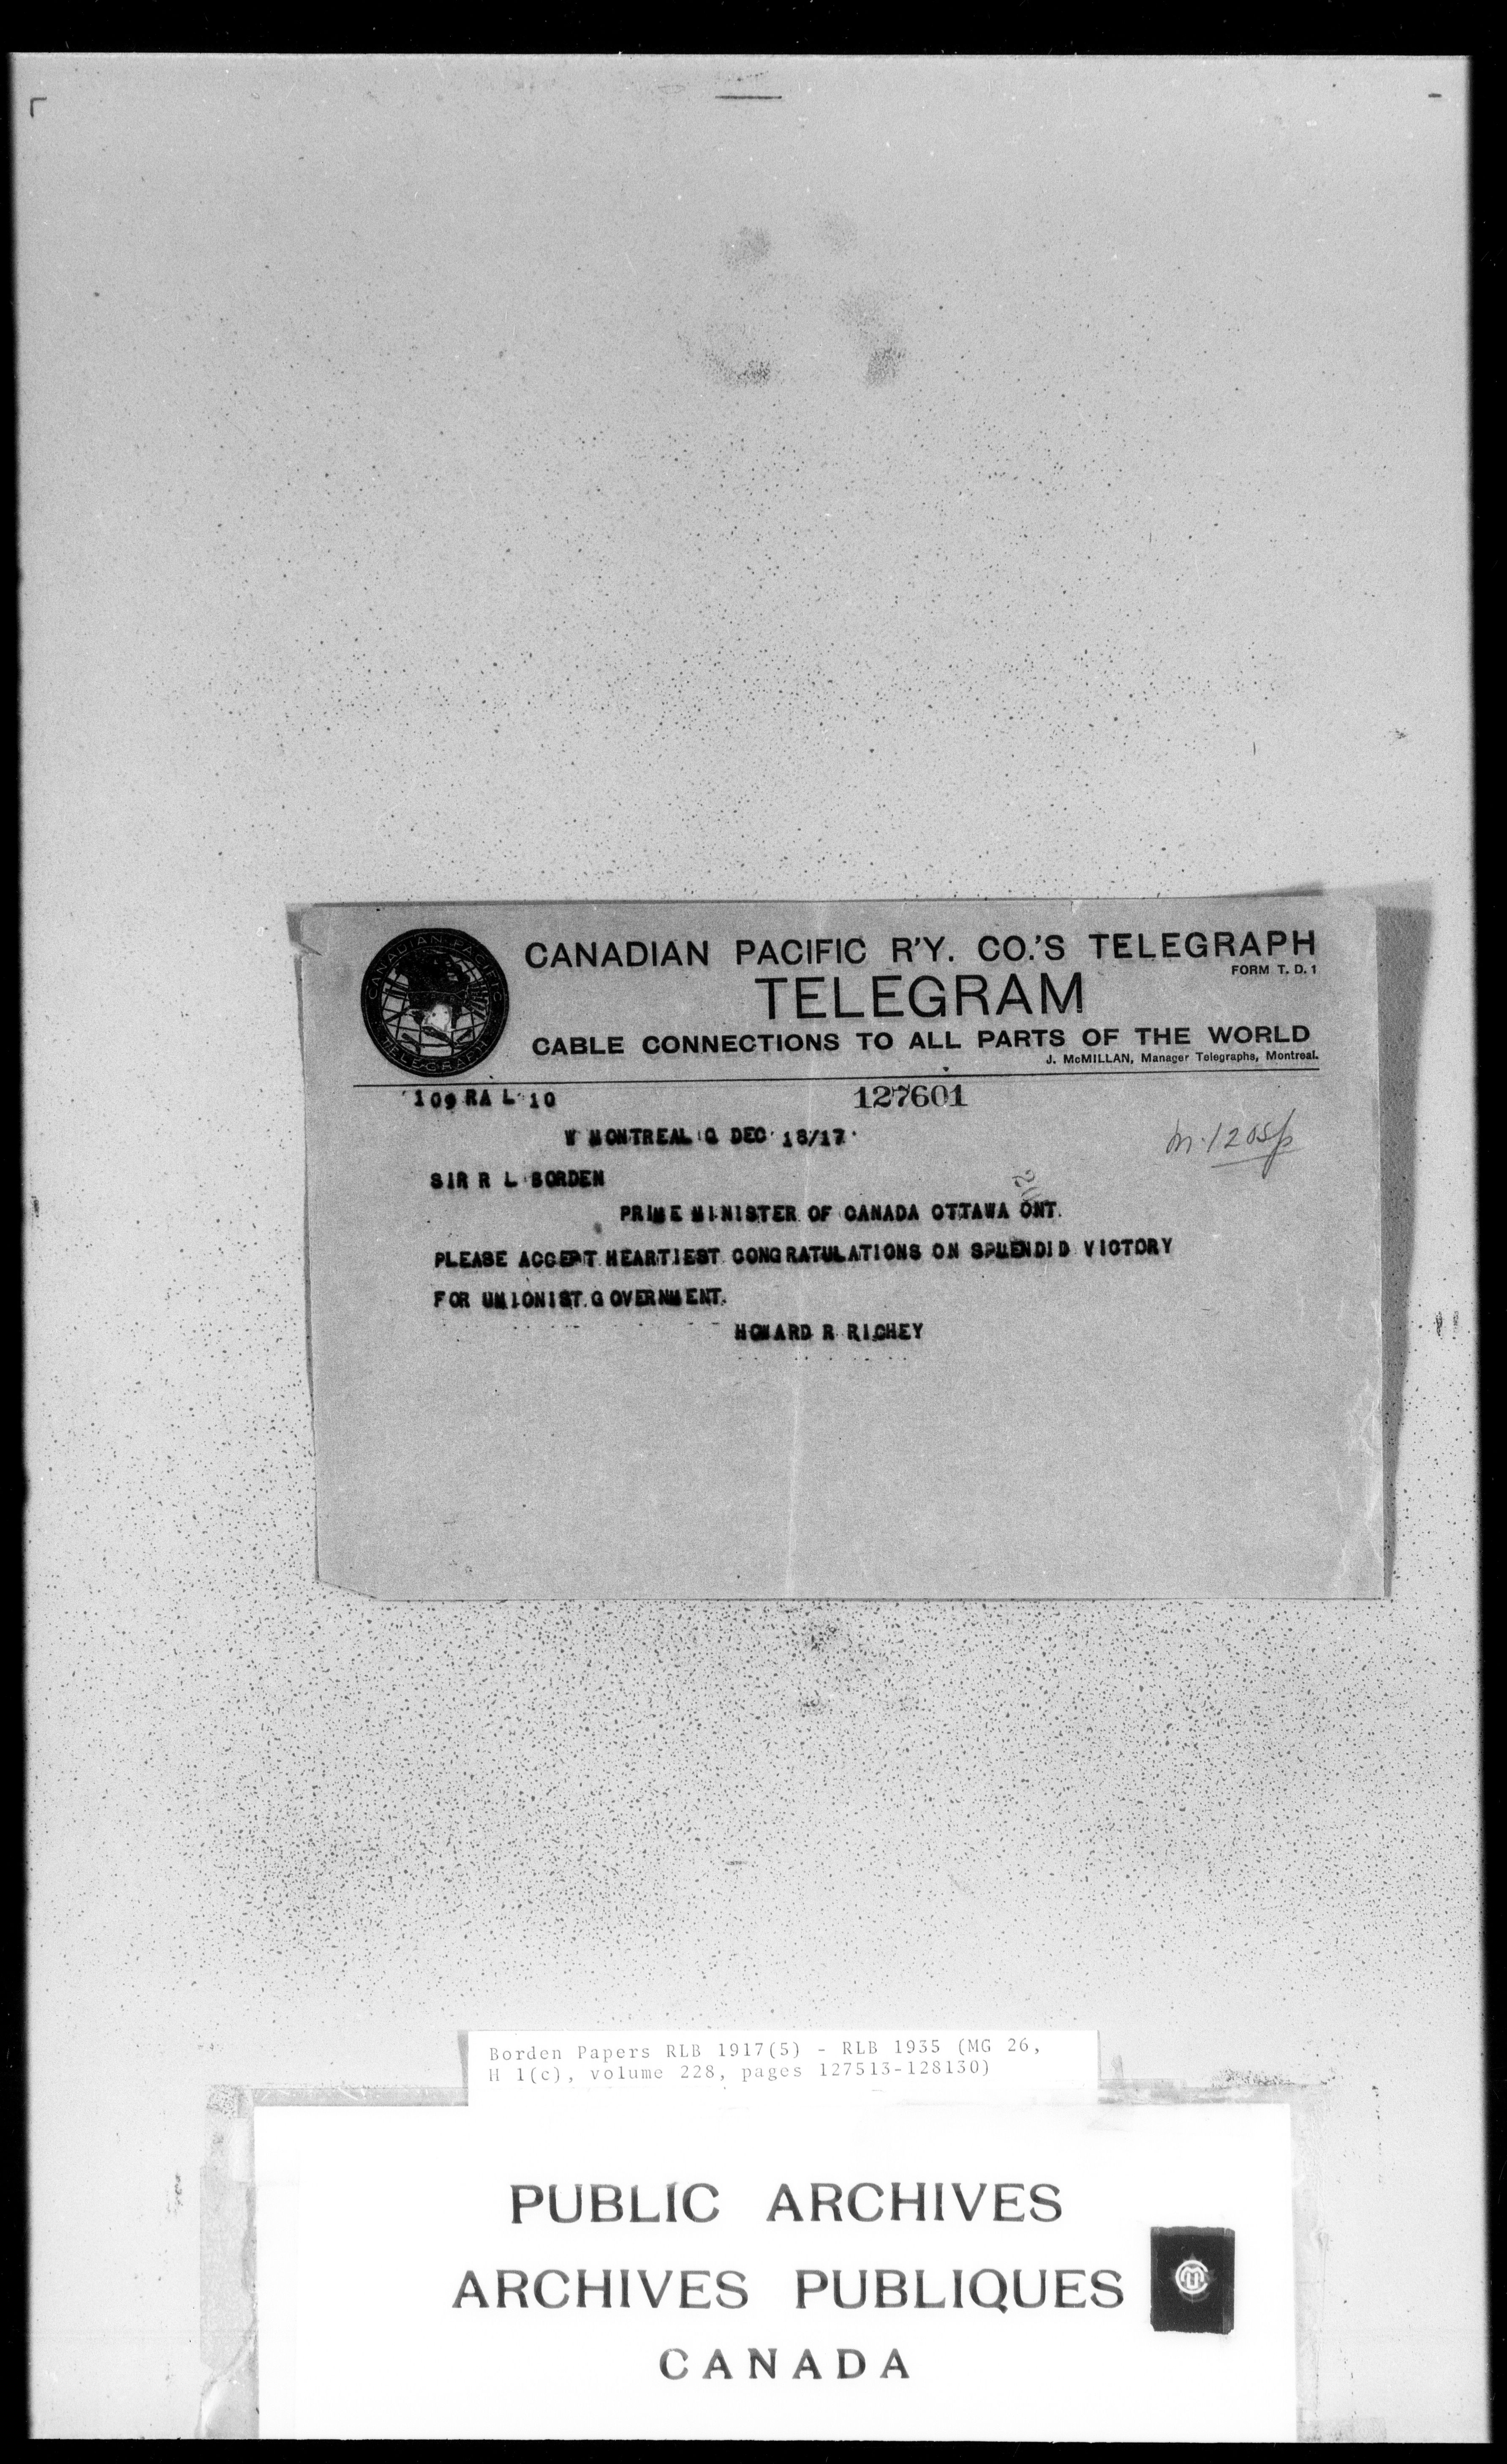 CANADIAN PACIFIC R'Y. CO.'S TELEGRAPH
FORM T. D. 1
TELEGRAM
CABLE CONNECTIONS TO ALL PARTS OF THE WORLD
J. McMILLAN, Manager Telegraphs, Montreal.
CANADIAN PACIFIC
TELEGRAPH
109 RA L 10
127601
W MONTREAL Q DEC 18/17
SIR R L BORDEN
PRIME MINISTER OF CANADA OTTAWA ONT.
PLEASE ACCEPT HEARTIEST CONGRATULATIONS ON SPLENDID VICTORY
FOR UNIONIST GOVERNMENT.
HOWARD R RICHEY
Borden Papers RLB 1917(5) - RLB 1935 (MG 26,
H 1(c), volume 228, pages 127513-128130)
PUBLIC ARCHIVES
ARCHIVES PUBLIQUES
CANADA